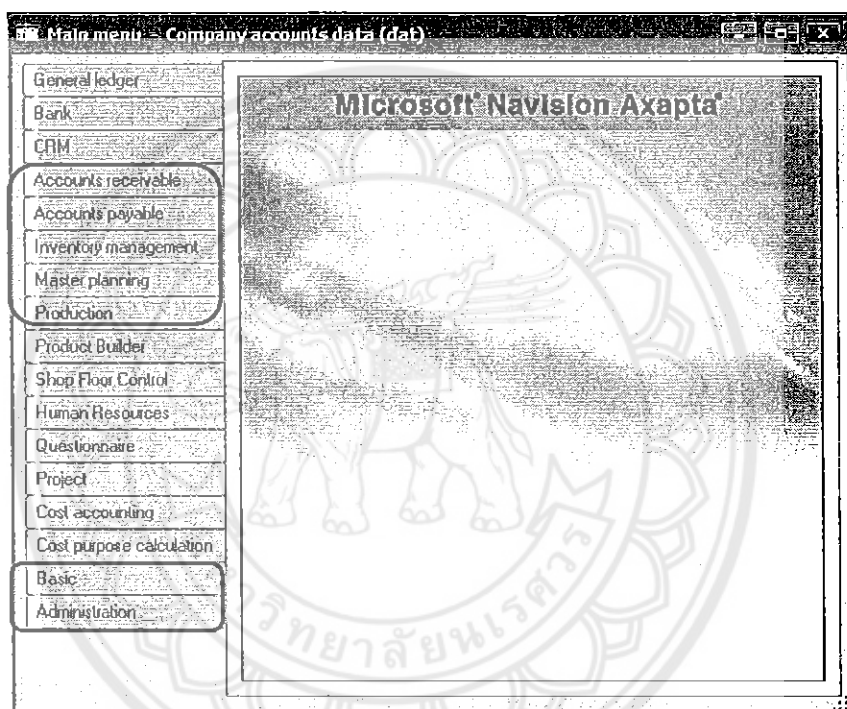 Main menu - Company accounts data (dat)
Microsoft® Navision Axapta®
General ledger
Bank
CRM
Accounts receivable
Accounts payable
Inventory management
Master planning
Production
Product Builder
Shop Floor Control
Human Resources
Questionnaire
Project
Cost accounting
Cost purpose calculation
Basic
Administration